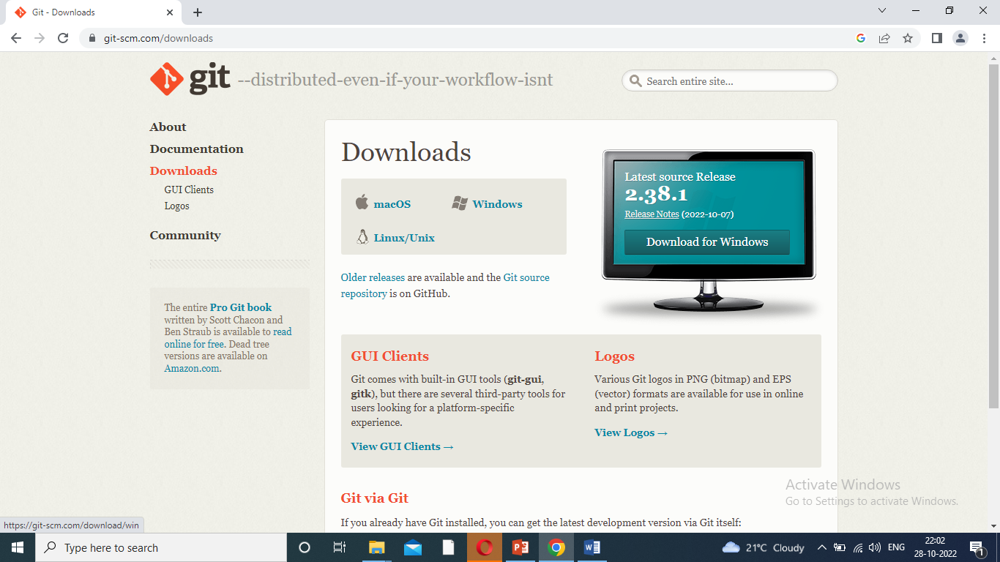 Git - Downloads
git-scm.com/downloads
git --distributed-even-if-your-workflow-isnt
Search entire site...
About
Documentation
Downloads
GUI Clients
Logos
Community
The entire Pro Git book
written by Scott Chacon and
Ben Straub is available to read
online for free. Dead tree
versions are available on
Amazon.com.
Downloads
macOS
Windows
Linux/Unix
Older releases are available and the Git source
repository is on GitHub.
Latest source Release
2.38.1
Release Notes (2022-10-07)
Download for Windows
GUI Clients
Git comes with built-in GUI tools (git-gui,
gitk), but there are several third-party tools for
users looking for a platform-specific
experience.
View GUI Clients →
Logos
Various Git logos in PNG (bitmap) and EPS
(vector) formats are available for use in online
and print projects.
View Logos →
Git via Git
If you already have Git installed, you can get the latest development version via Git itself:
Activate Windows
Go to Settings to activate Windows.
https://git-scm.com/download/win
Type here to search
21°C Cloudy
ENG
22:02
28-10-2022
1